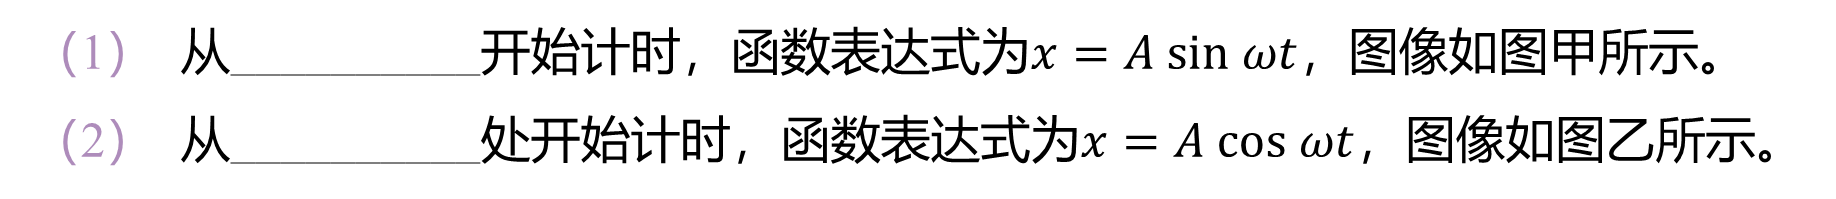 (1) 从__________开始计时，函数表达式为x = A sin ωt，图像如图甲所示。
(2) 从__________处开始计时，函数表达式为x = A cos ωt，图像如图乙所示。